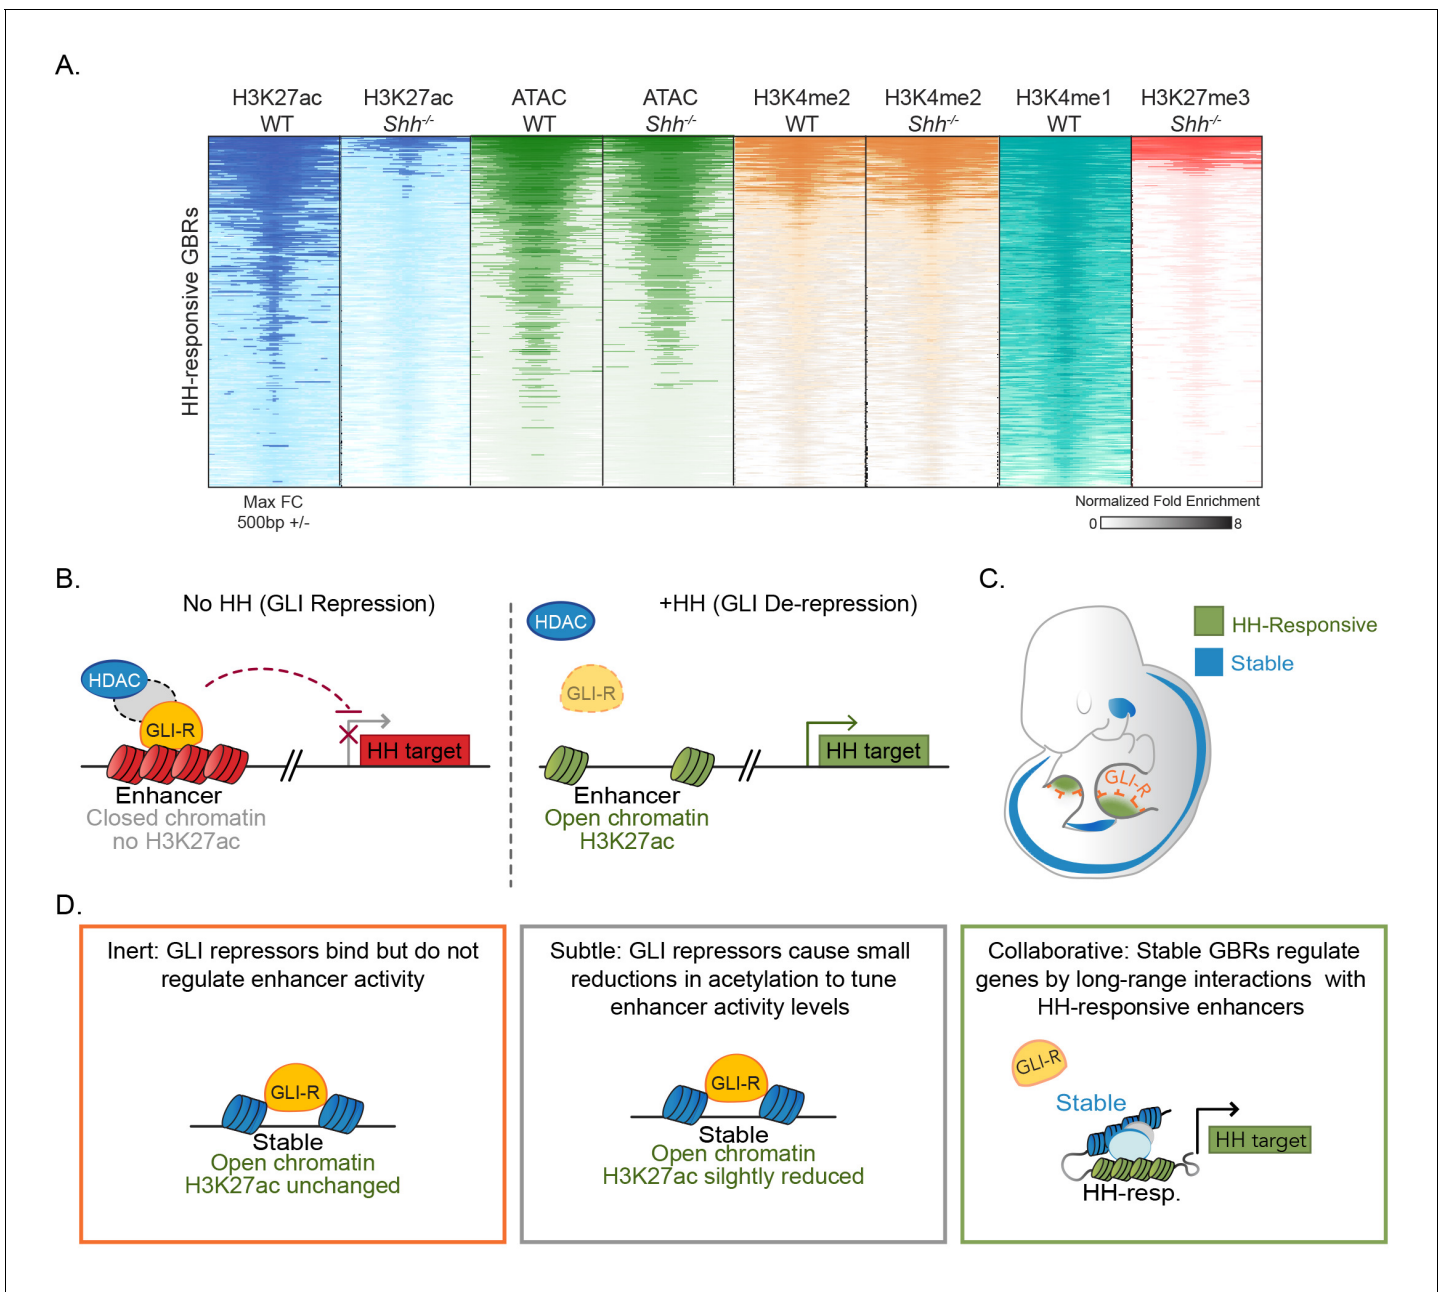 A.
H3K27ac H3K27ac ATAC ATAC H3K4me2 H3K4me2 H3K4me1 H3K27me3
WT Shh-/- WT Shh-/- WT Shh-/- WT Shh-/-
HH-responsive GBRs
Max FC
500bp +/-
Normalized Fold Enrichment
0 8
B.
No HH (GLI Repression)
HDAC
GLI-R
HH target
Enhancer
Closed chromatin
no H3K27ac
+HH (GLI De-repression)
HDAC
GLI-R
HH target
Enhancer
Open chromatin
H3K27ac
C.
HH-Responsive
Stable
GLI-R
D.
Inert: GLI repressors bind but do not
regulate enhancer activity
GLI-R
Stable
Open chromatin
H3K27ac unchanged
Subtle: GLI repressors cause small
reductions in acetylation to tune
enhancer activity levels
GLI-R
Stable
Open chromatin
H3K27ac silghtly reduced
Collaborative: Stable GBRs regulate
genes by long-range interactions with
HH-responsive enhancers
GLI-R
Stable
HH target
HH-resp.